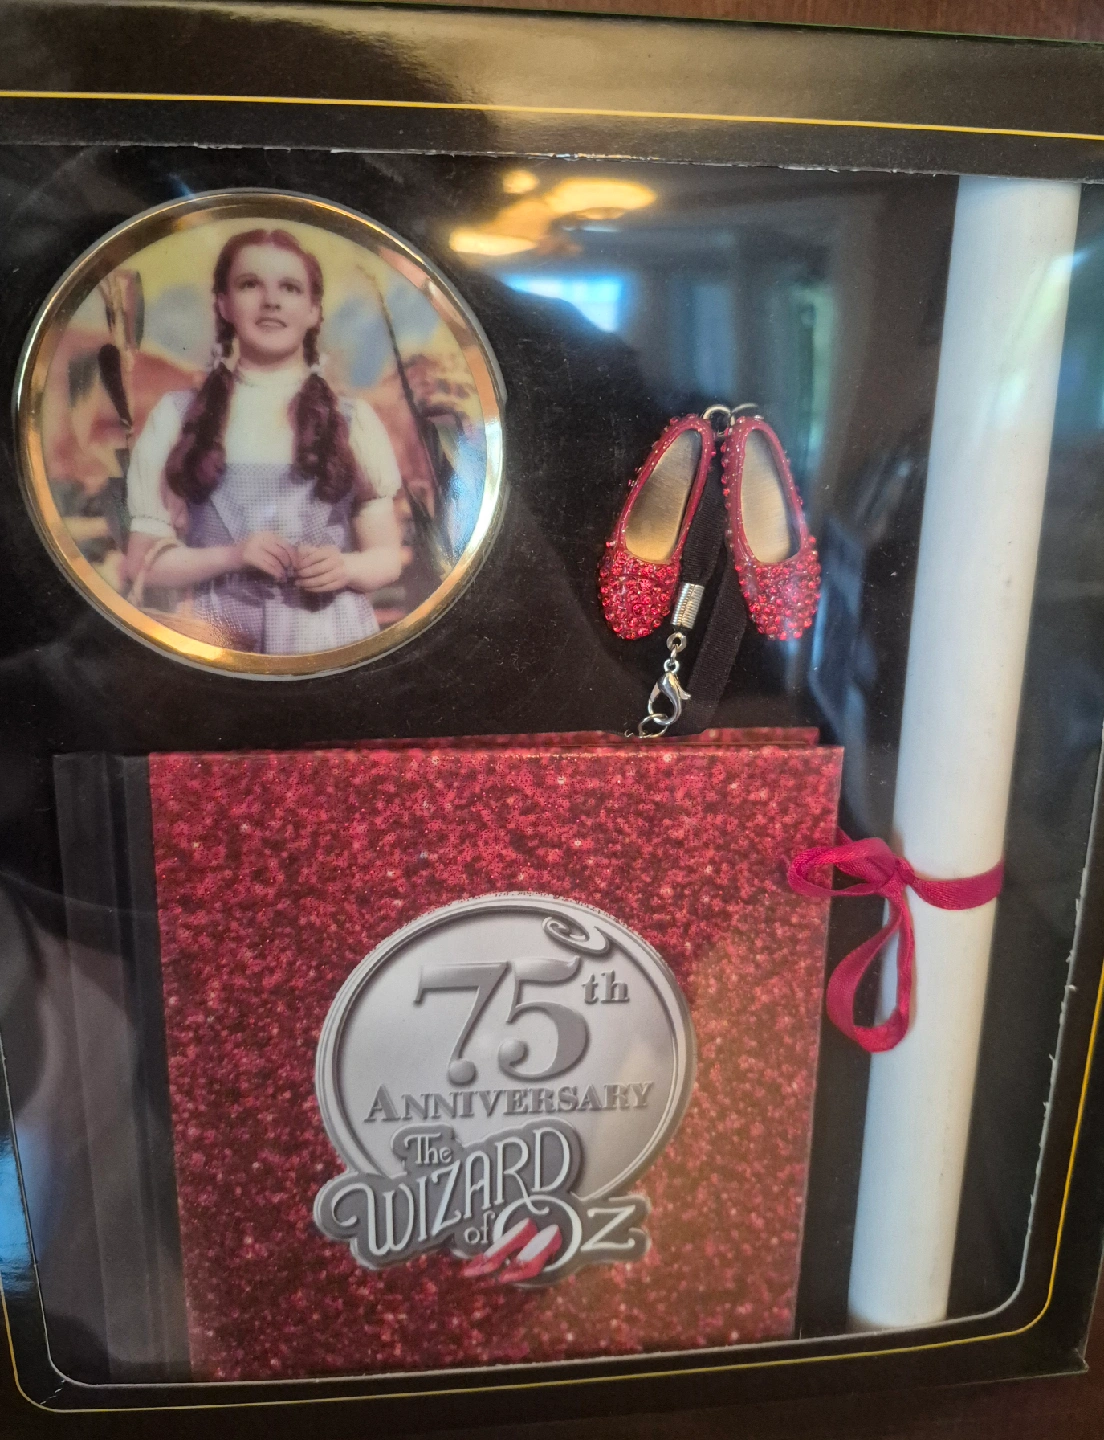 75th
ANNIVERSARY
The
WIZARD
of OZ